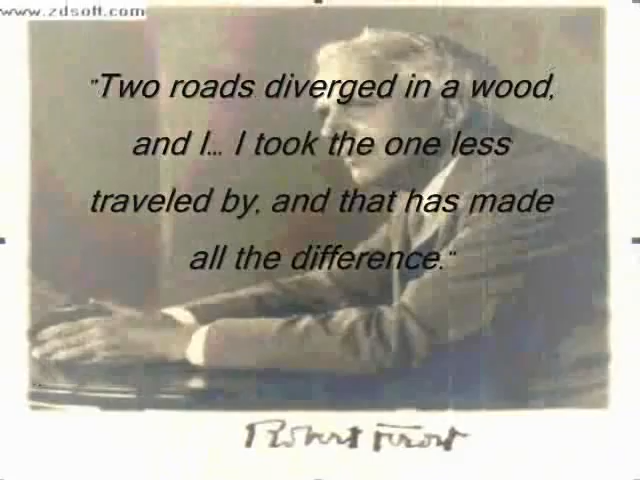 www.zdsoft.com
"Two roads diverged in a wood,
and I... I took the one less
traveled by, and that has made
all the difference."
Robert Frost